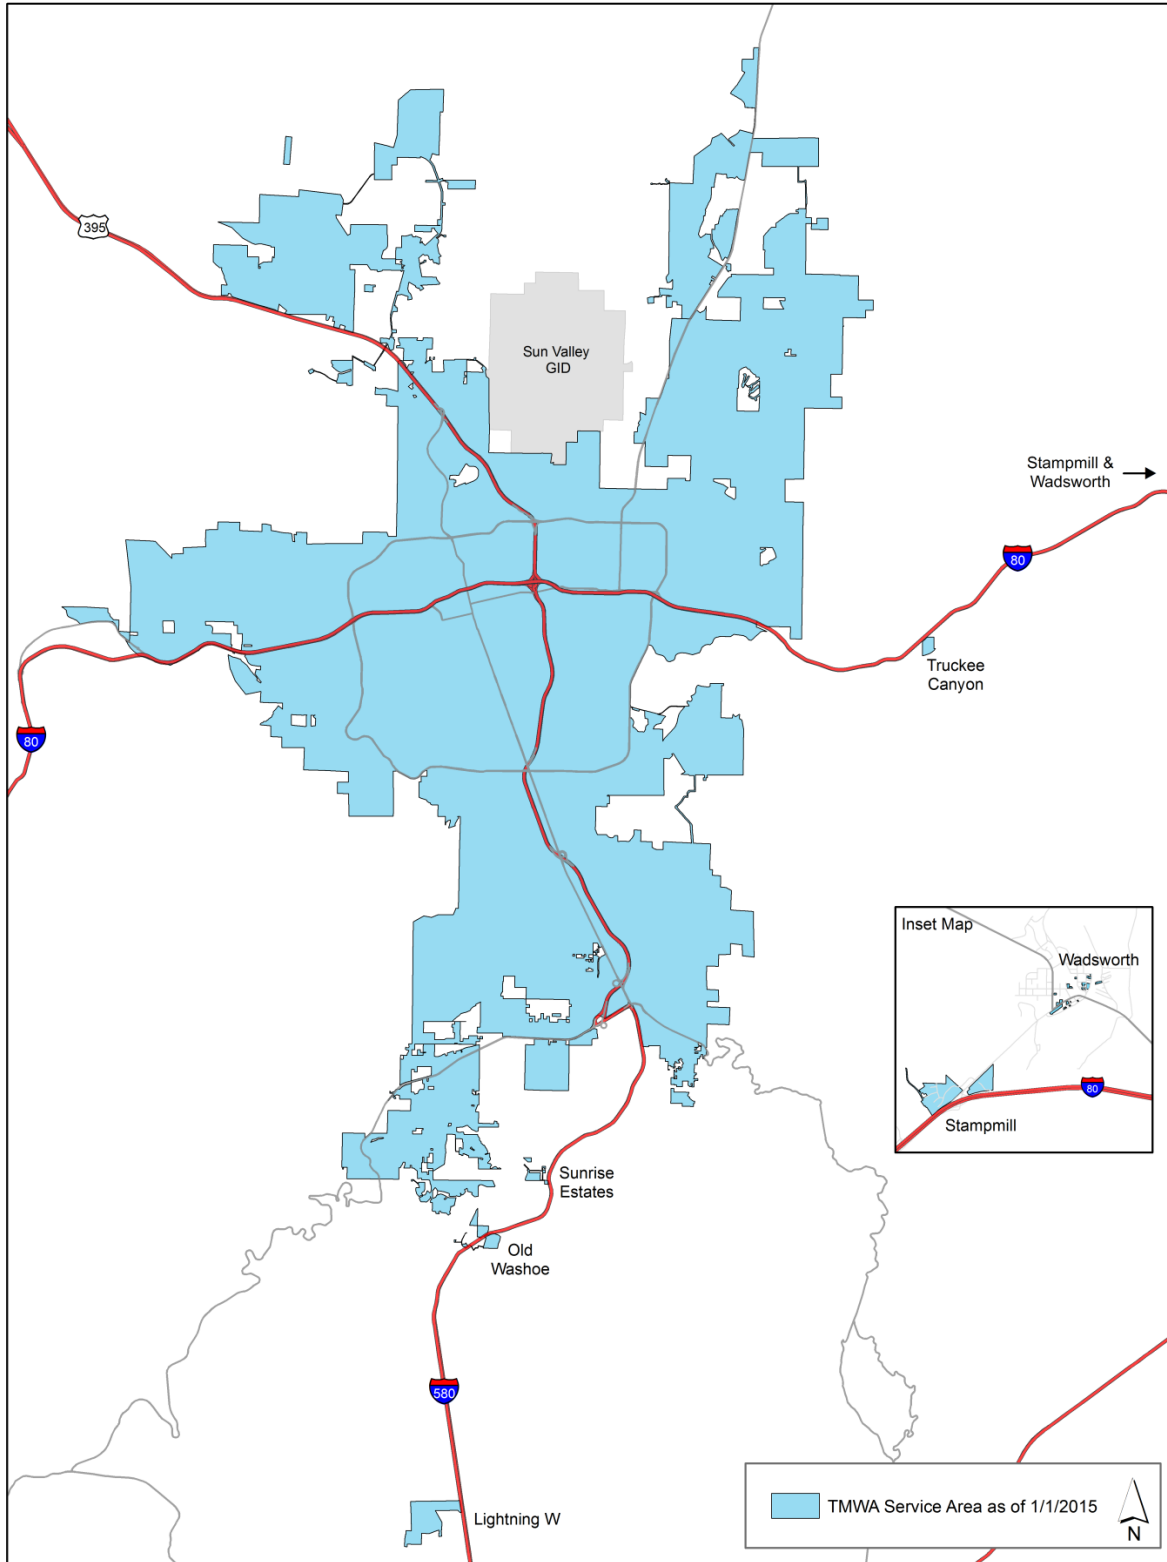 395
Sun Valley
GID
Stampmill &
Wadsworth
80
Truckee
Canyon
80
Inset Map
Wadsworth
80
Stampmill
Sunrise
Estates
Old
Washoe
580
Lightning W
TMWA Service Area as of 1/1/2015
N